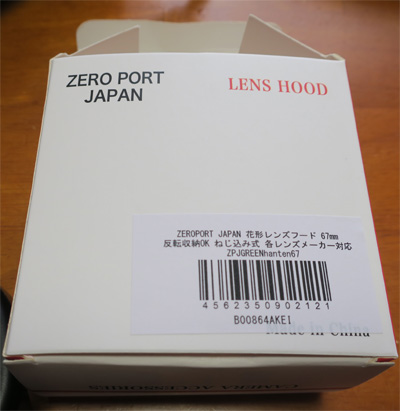 ZERO PORT
JAPAN
LENS HOOD
ZEROPORT JAPAN 花形レンズフード 67mm
反転収納OK ねじ込み式 各レンズメーカー対応
ZPJGREENhanten67
4562350902121
B00864AKEI
Made in China
CAMERA ACCESSORIES